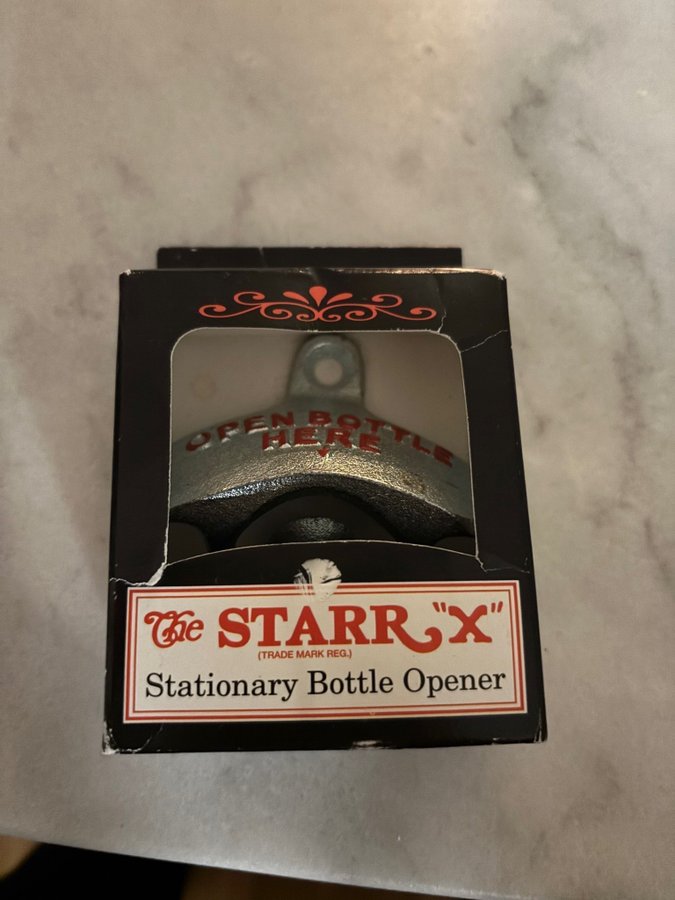 OPEN BOTTLE
HERE
The STARR "X"
(TRADE MARK REG.)
Stationary Bottle Opener